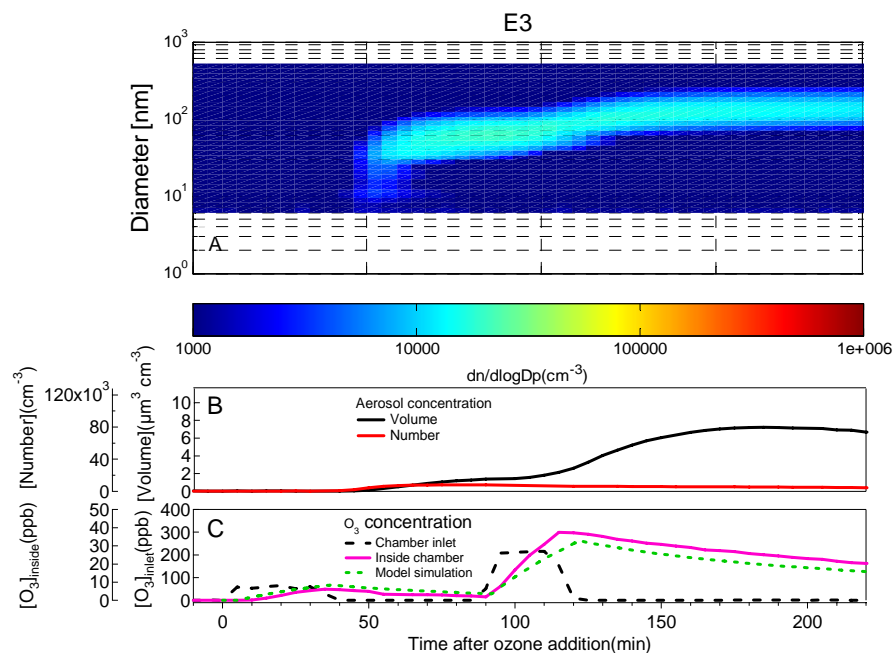 E3
Diameter [nm]
10³
10²
10¹
10⁰
A
1000
10000
100000
1e+006
dn/dlogDp(cm⁻³)
[Number](cm⁻³)
120x10³
80
40
0
[Volume](µm³ cm⁻³)
10
8
6
4
2
0
B
Aerosol concentration
Volume
Number
[O₃]inside(ppb)
50
40
30
20
10
0
[O₃]Inlet(ppb)
400
300
200
100
0
C
O₃ concentration
Chamber inlet
Inside chamber
Model simulation
0
50
100
150
200
Time after ozone addition(min)